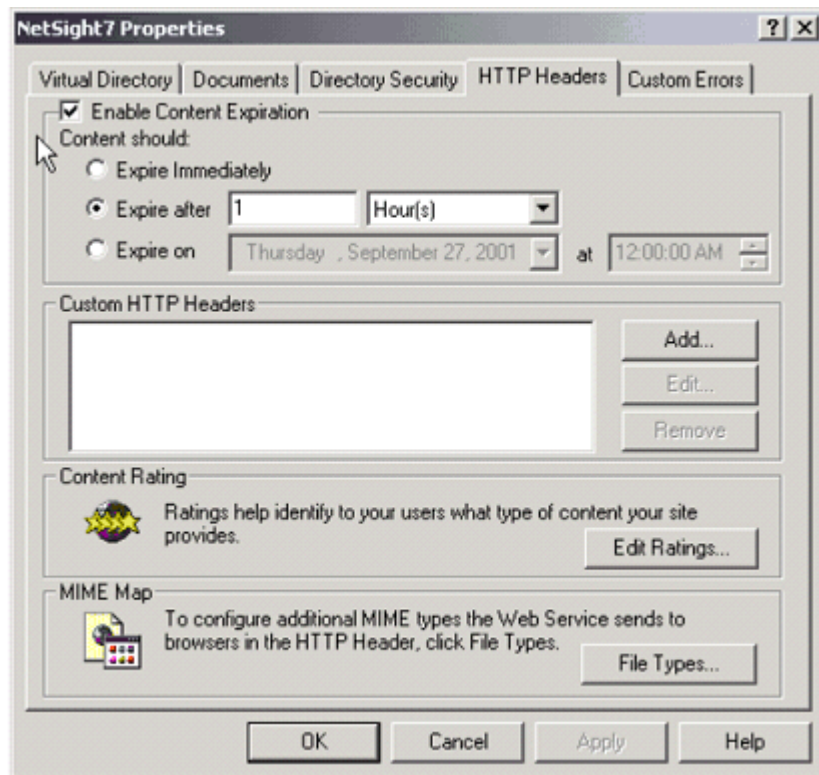 NetSight7 Properties
Virtual Directory Documents Directory Security HTTP Headers Custom Errors
Enable Content Expiration
Content should:
Expire Immediately
Expire after 1 Hour(s)
Expire on Thursday , September 27, 2001 at 12:00:00 AM
Custom HTTP Headers
Add...
Edit...
Remove
Content Rating
Ratings help identify to your users what type of content your site
provides.
Edit Ratings...
MIME Map
To configure additional MIME types the Web Service sends to
browsers in the HTTP Header, click File Types.
File Types...
OK Cancel Apply Help